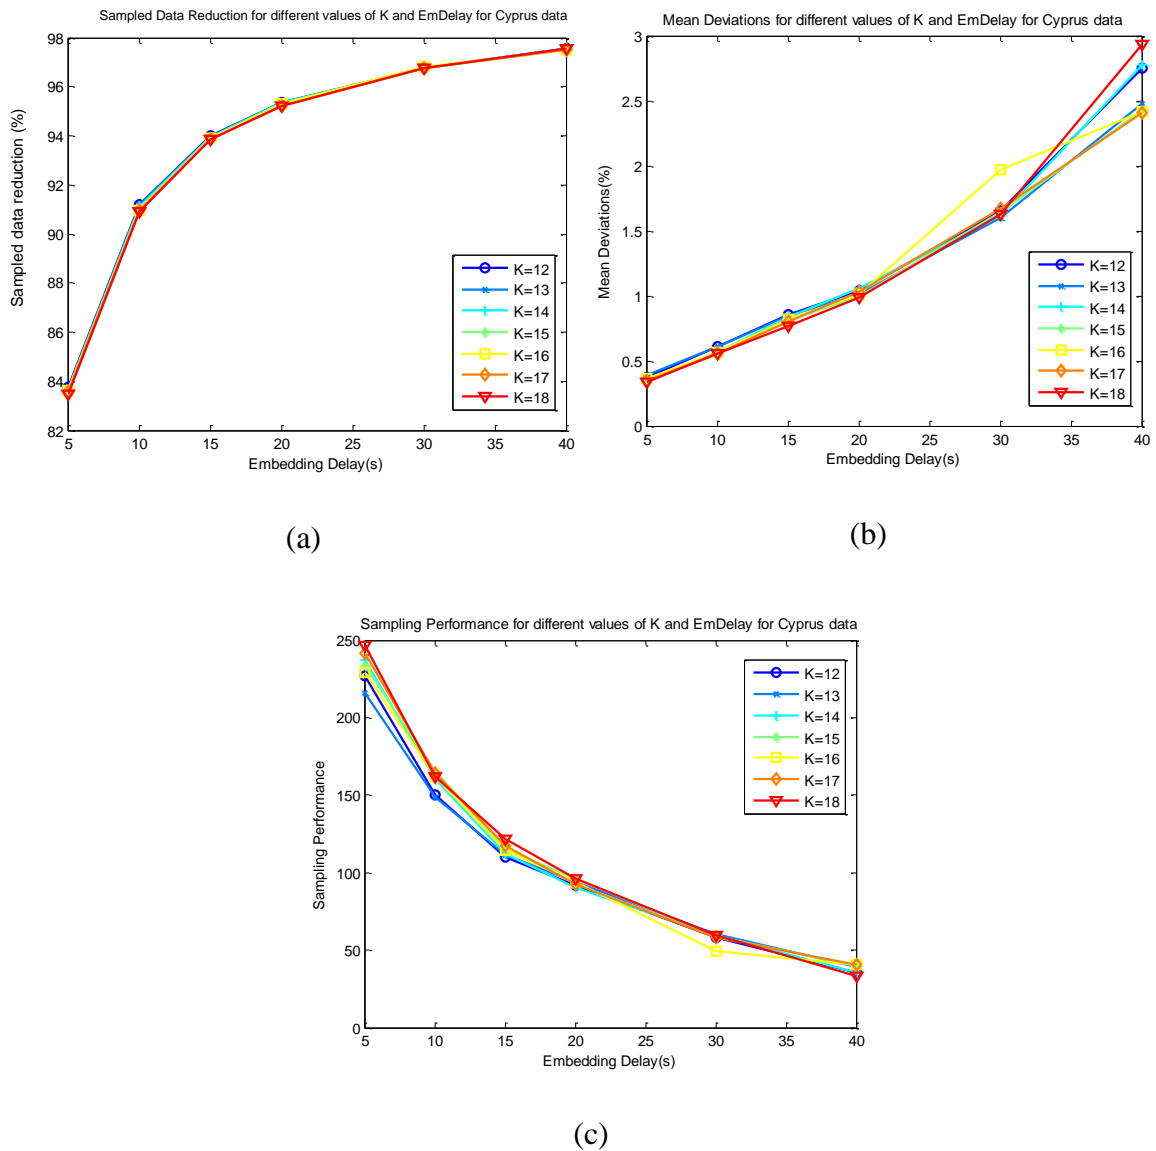 Sampled Data Reduction for different values of K and EmDelay for Cyprus data
98
96
94
91
90
88
86
84
82
Sampled data reduction (%)
5 10 15 20 25 30 35 40
Embedding Delay(s)
K=12
K=13
K=14
K=15
K=16
K=17
K=18
(a)
Mean Deviations for different values of K and EmDelay for Cyprus data
3
2.5
2
1.5
1
0.5
0
Mean Deviations(%)
5 10 15 20 25 30 35 40
Embedding Delay(s)
K=12
K=13
K=14
K=15
K=16
K=17
K=18
(b)
Sampling Performance for different values of K and EmDelay for Cyprus data
250
200
150
100
50
0
Sampling Performance
5 10 15 20 25 30 35 40
Embedding Delay(s)
K=12
K=13
K=14
K=15
K=16
K=17
K=18
(c)